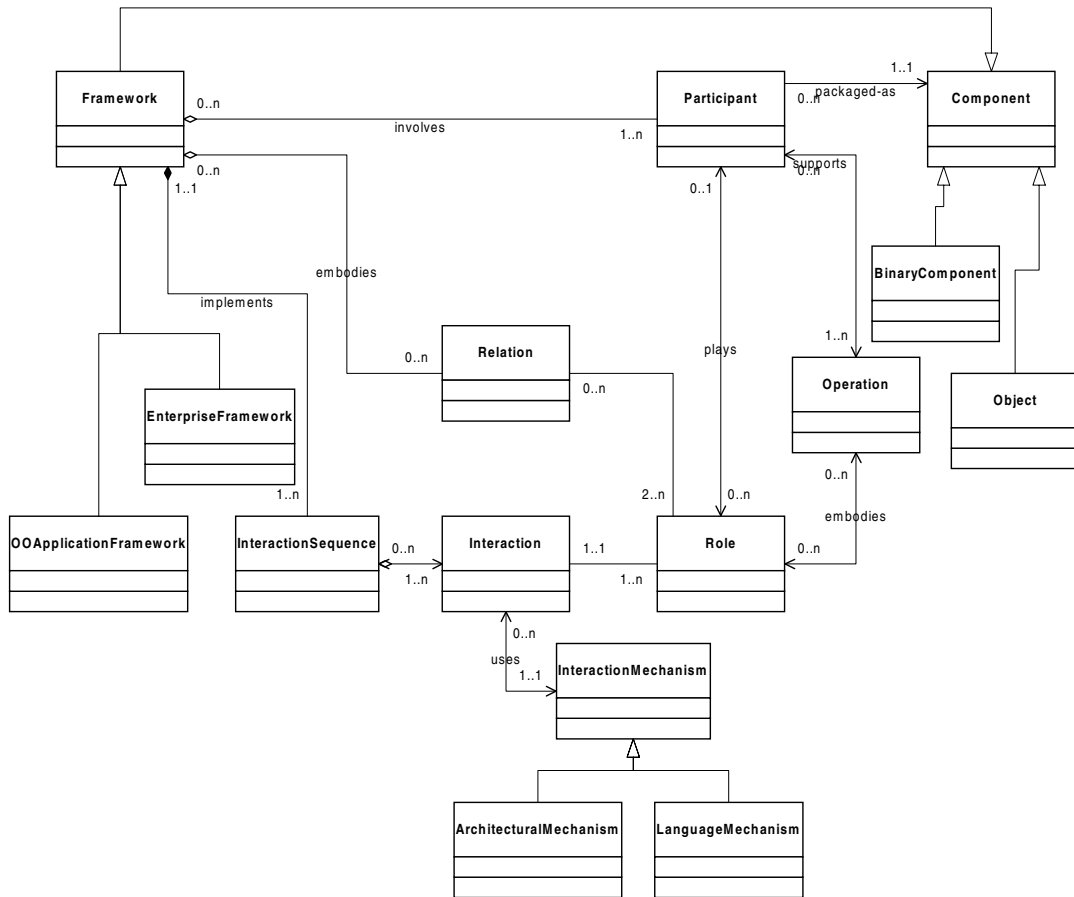 Framework
Participant
Component
1..1
packaged-as
0..n
0..n
involves
1..n
0..n
1..1
supports
0..n
0..1
BinaryComponent
embodies
implements
Relation
0..n
0..n
plays
1..n
Operation
Object
EnterpriseFramework
1..n
2..n
0..n
0..n
embodies
OOApplicationFramework
InteractionSequence
0..n
1..n
Interaction
1..1
1..n
Role
0..n
0..n
uses
1..1
InteractionMechanism
ArchitecturalMechanism
LanguageMechanism